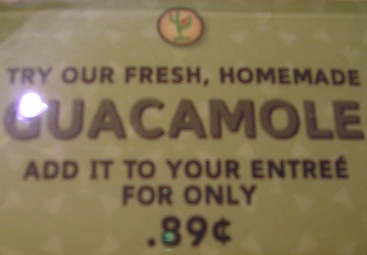 TRY OUR FRESH, HOMEMADE
GUACAMOLE
ADD IT TO YOUR ENTREÉ
FOR ONLY
.89¢